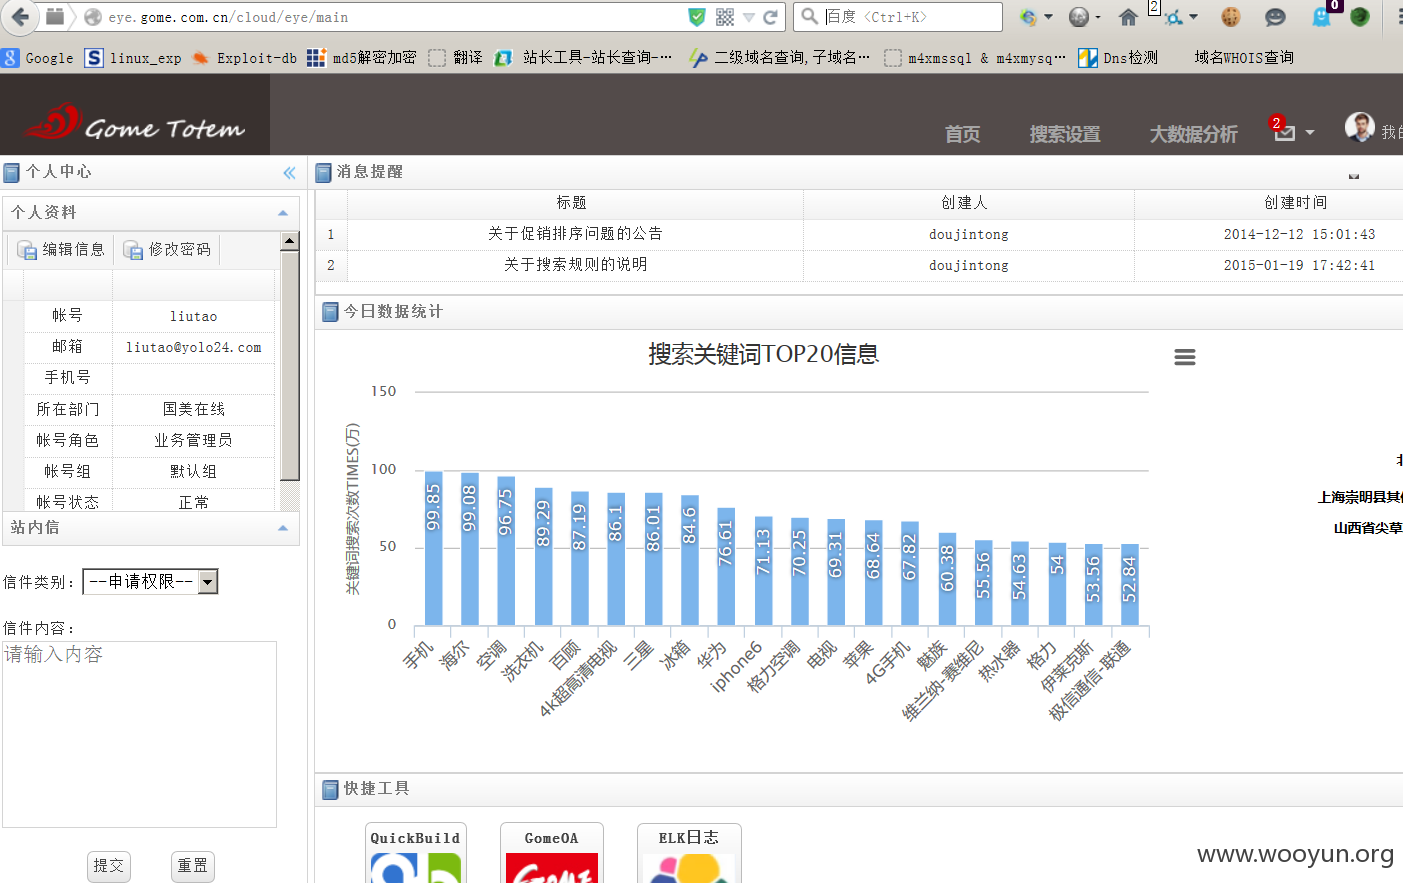 eye.gome.com.cn/cloud/eye/main
百度 <Ctrl+K>
2
0
Google
linux_exp
Exploit-db
md5解密加密
翻译
站长工具-站长查询-…
二级域名查询,子域名…
m4xmssql & m4xmysq…
Dns检测
域名WHOIS查询
Gome Totem
首页
搜索设置
大数据分析
2
我的
个人中心
个人资料
编辑信息
修改密码
帐号 liutao
邮箱 liutao@yolo24.com
手机号
所在部门 国美在线
帐号角色 业务管理员
帐号组 默认组
帐号状态 正常
站内信
信件类别： --申请权限--
信件内容：
请输入内容
提交
重置
消息提醒
标题 创建人 创建时间
1 关于促销排序问题的公告 doujintong 2014-12-12 15:01:43
2 关于搜索规则的说明 doujintong 2015-01-19 17:42:41
今日数据统计
搜索关键词TOP20信息
关键词搜索次数TIMES(万)
150
100
50
0
99.85
99.08
96.75
89.29
87.19
86.1
86.01
84.6
76.61
71.13
70.25
69.31
68.64
67.82
60.38
55.56
54.63
54
53.56
52.84
手机
海尔
空调
洗衣机
百顾
4k超高清电视
三星
冰箱
华为
iphone6
格力空调
电视
苹果
4G手机
魅族
维兰纳-赛维尼
热水器
格力
伊莱克斯
极信通信-联通
上海崇明县其
山西省尖草
快捷工具
QuickBuild
GomeOA
ELK日志
GOME
www.wooyun.org